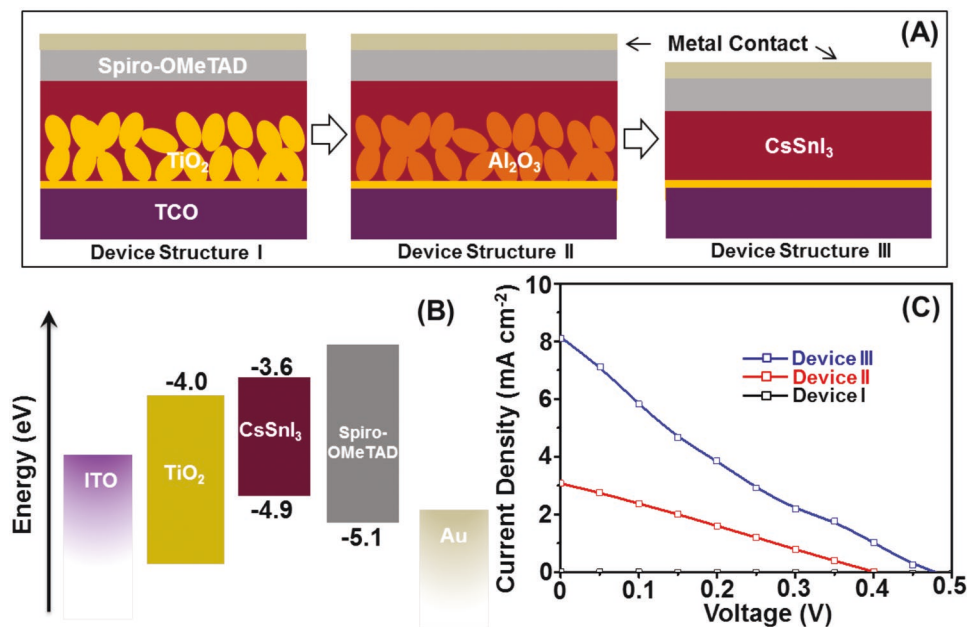 (A)
Metal Contact
Spiro-OMeTAD
TiO₂
Al₂O₃
CsSnI₃
TCO
Device Structure I
Device Structure II
Device Structure III
(B)
Energy (eV)
ITO
-4.0
TiO₂
-3.6
CsSnI₃
-4.9
Spiro-
OMeTAD
-5.1
Au
(C)
Current Density (mA cm⁻²)
10
8
6
4
2
0
Device III
Device II
Device I
0 0.1 0.2 0.3 0.4 0.5
Voltage (V)